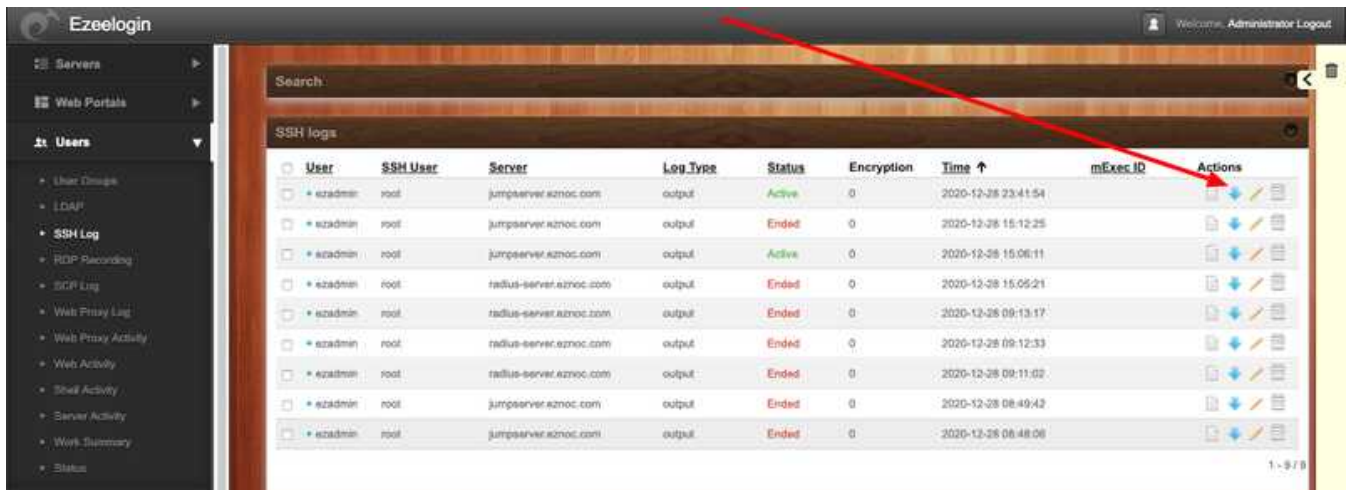 Ezeelogin
Welcome, Administrator Logout
Servers
Web Portals
Users
User Groups
LDAP
SSH Log
RDP Recording
SCP Log
Web Proxy Log
Web Proxy Activity
Web Activity
Shell Activity
Server Activity
Work Summary
Status
Search
SSH logs
User SSH User Server Log Type Status Encryption Time ↑ mExec ID Actions
ezadmin root jumpserver.eznoc.com output Active 0 2020-12-28 23:41:54
ezadmin root jumpserver.eznoc.com output Ended 0 2020-12-28 15:12:25
ezadmin root jumpserver.eznoc.com output Active 0 2020-12-28 15:06:11
ezadmin root radius-server.eznoc.com output Ended 0 2020-12-28 15:05:21
ezadmin root radius-server.eznoc.com output Ended 0 2020-12-28 09:13:17
ezadmin root radius-server.eznoc.com output Ended 0 2020-12-28 09:12:33
ezadmin root radius-server.eznoc.com output Ended 0 2020-12-28 09:11:02
ezadmin root jumpserver.eznoc.com output Ended 0 2020-12-28 08:49:42
ezadmin root jumpserver.eznoc.com output Ended 0 2020-12-28 08:48:06
1 - 9 / 9